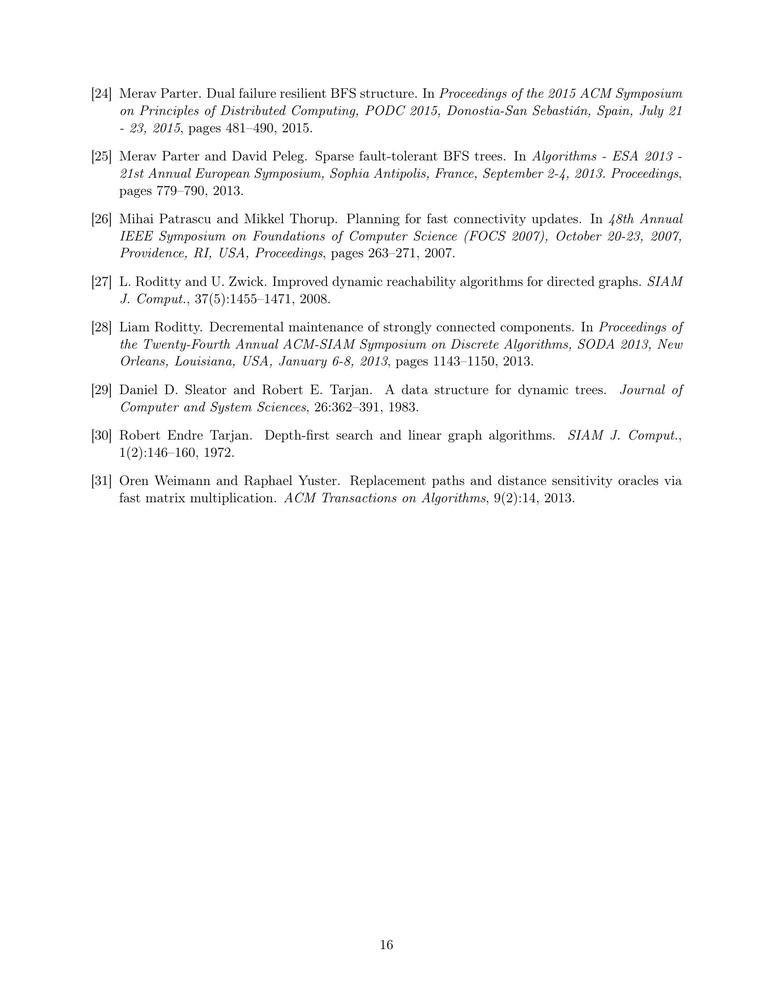 [24] Merav Parter. Dual failure resilient BFS structure. In Proceedings of the 2015 ACM Symposium
on Principles of Distributed Computing, PODC 2015, Donostia-San Sebastián, Spain, July 21
- 23, 2015, pages 481–490, 2015.
[25] Merav Parter and David Peleg. Sparse fault-tolerant BFS trees. In Algorithms - ESA 2013 -
21st Annual European Symposium, Sophia Antipolis, France, September 2-4, 2013. Proceedings,
pages 779–790, 2013.
[26] Mihai Patrascu and Mikkel Thorup. Planning for fast connectivity updates. In 48th Annual
IEEE Symposium on Foundations of Computer Science (FOCS 2007), October 20-23, 2007,
Providence, RI, USA, Proceedings, pages 263–271, 2007.
[27] L. Roditty and U. Zwick. Improved dynamic reachability algorithms for directed graphs. SIAM
J. Comput., 37(5):1455–1471, 2008.
[28] Liam Roditty. Decremental maintenance of strongly connected components. In Proceedings of
the Twenty-Fourth Annual ACM-SIAM Symposium on Discrete Algorithms, SODA 2013, New
Orleans, Louisiana, USA, January 6-8, 2013, pages 1143–1150, 2013.
[29] Daniel D. Sleator and Robert E. Tarjan. A data structure for dynamic trees. Journal of
Computer and System Sciences, 26:362–391, 1983.
[30] Robert Endre Tarjan. Depth-first search and linear graph algorithms. SIAM J. Comput.,
1(2):146–160, 1972.
[31] Oren Weimann and Raphael Yuster. Replacement paths and distance sensitivity oracles via
fast matrix multiplication. ACM Transactions on Algorithms, 9(2):14, 2013.
16